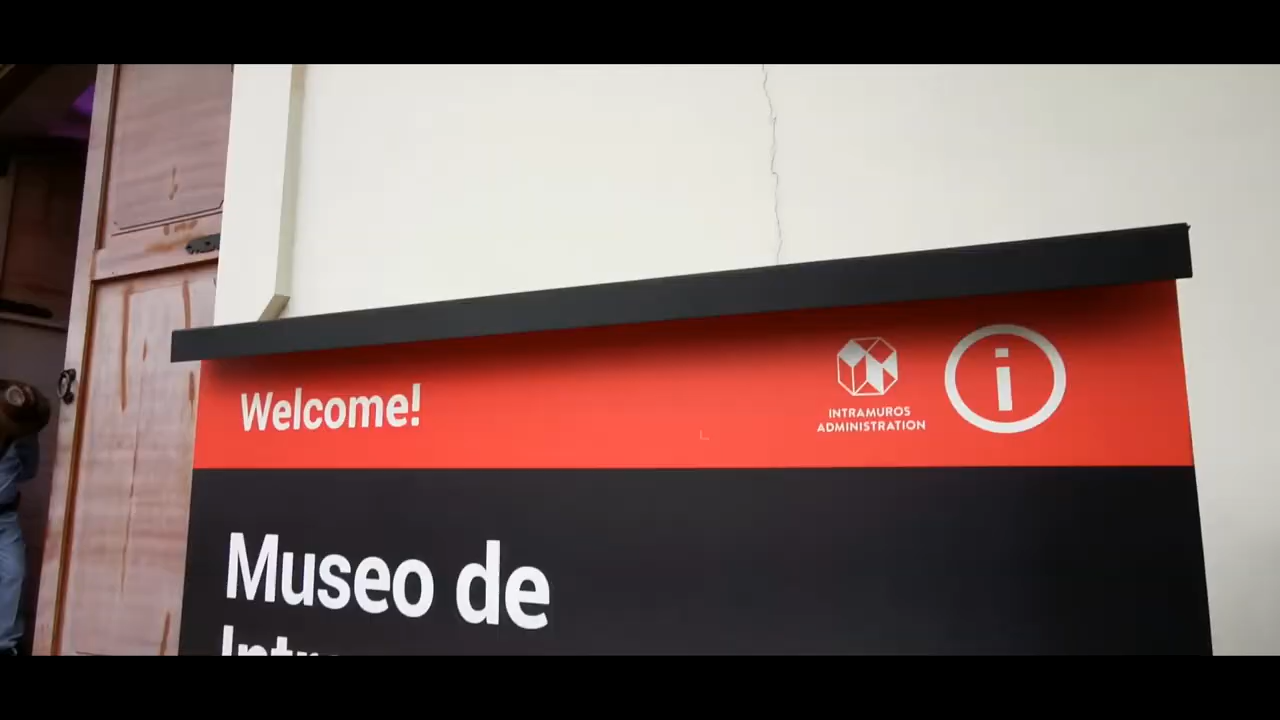 Welcome!
INTRAMUROS
ADMINISTRATION
i
Museo de